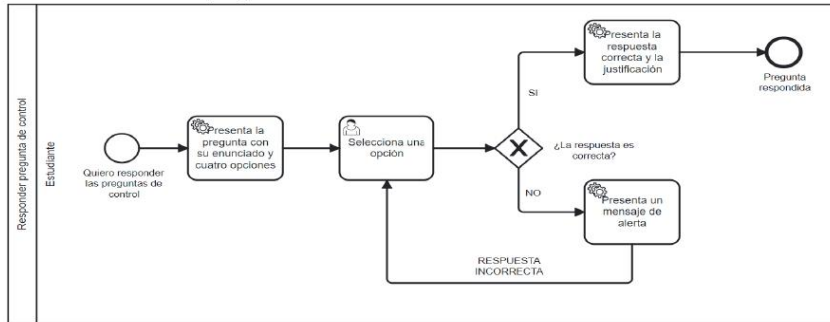 Responder pregunta de control
Estudiante
Quiero responder
las preguntas de
control
Presenta la
pregunta con
su enunciado y
cuatro opciones
Selecciona una
opción
¿La respuesta es
correcta?
SI
Presenta la
respuesta
correcta y la
justificación
Pregunta
respondida
NO
Presenta un
mensaje de
alerta
RESPUESTA
INCORRECTA